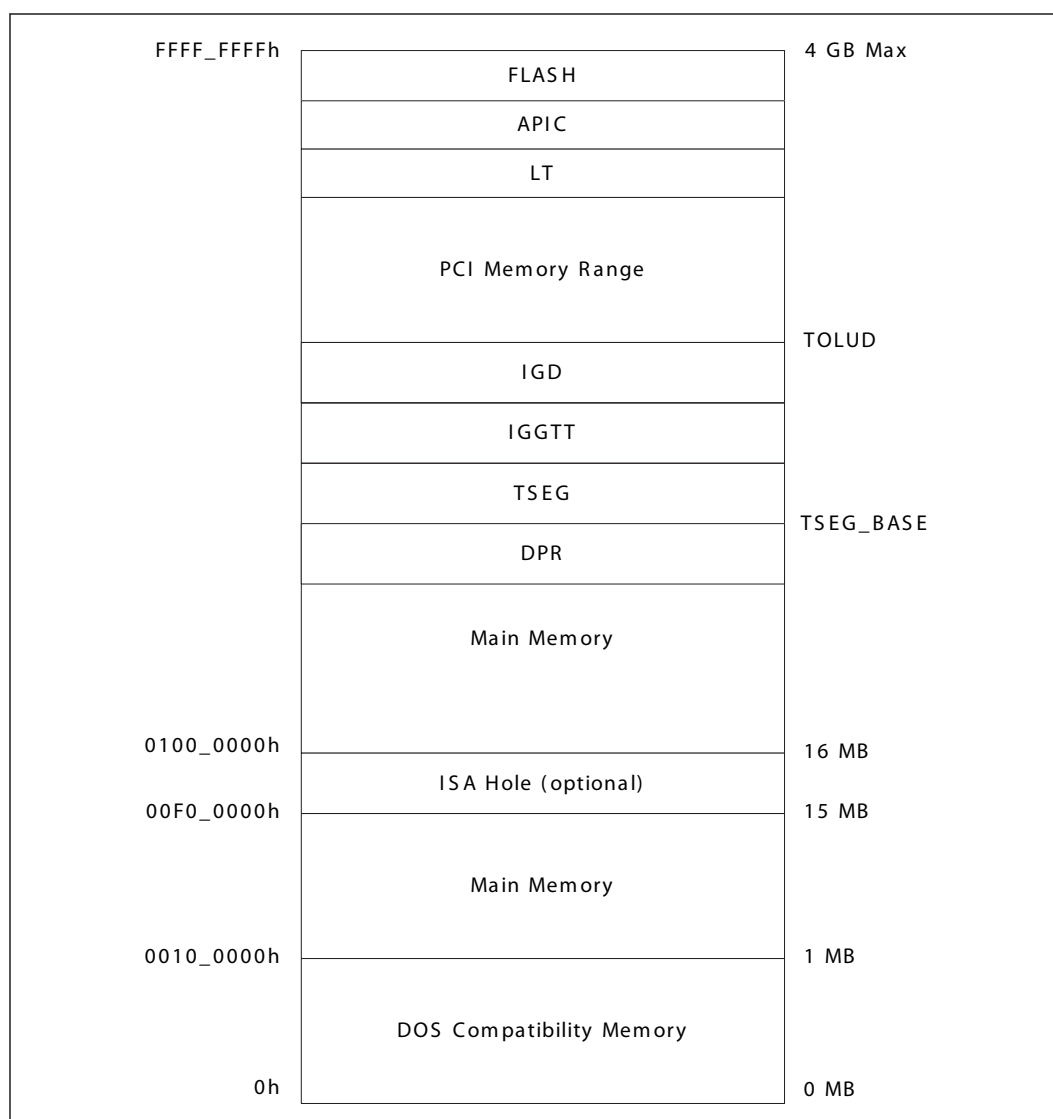 FFFF_FFFFh 4 GB Max
FLASH
APIC
LT
PCI Memory Range
TOLUD
IGD
IGGTT
TSEG
TSEG_BASE
DPR
Main Memory
0100_0000h 16 MB
ISA Hole (optional)
00F0_0000h 15 MB
Main Memory
0010_0000h 1 MB
DOS Compatibility Memory
0h 0 MB